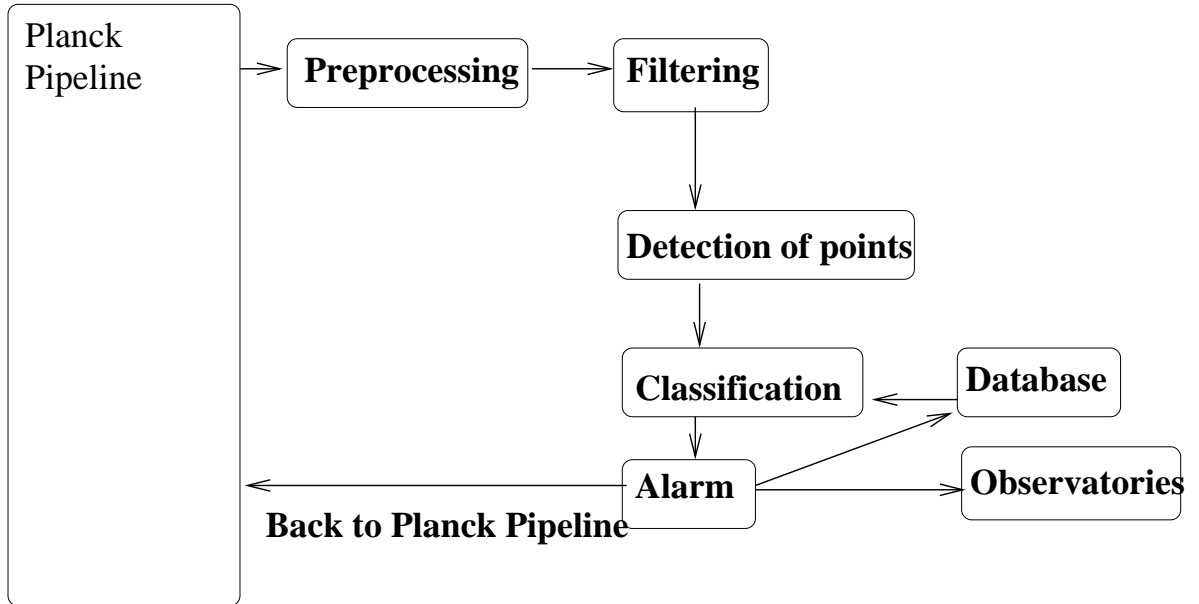 Planck
Pipeline
Preprocessing
Filtering
Detection of points
Classification
Database
Alarm
Observatories
Back to Planck Pipeline